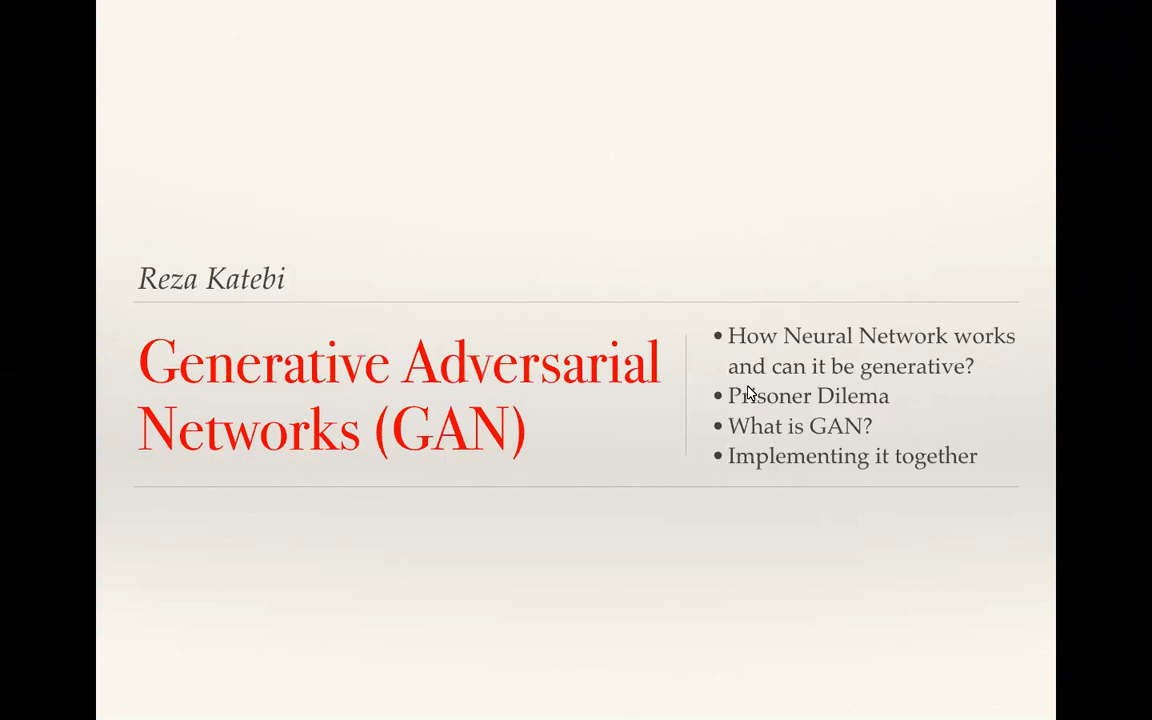 Reza Katebi
Generative Adversarial
Networks (GAN)
• How Neural Network works
and can it be generative?
• Prisoner Dilema
• What is GAN?
• Implementing it together